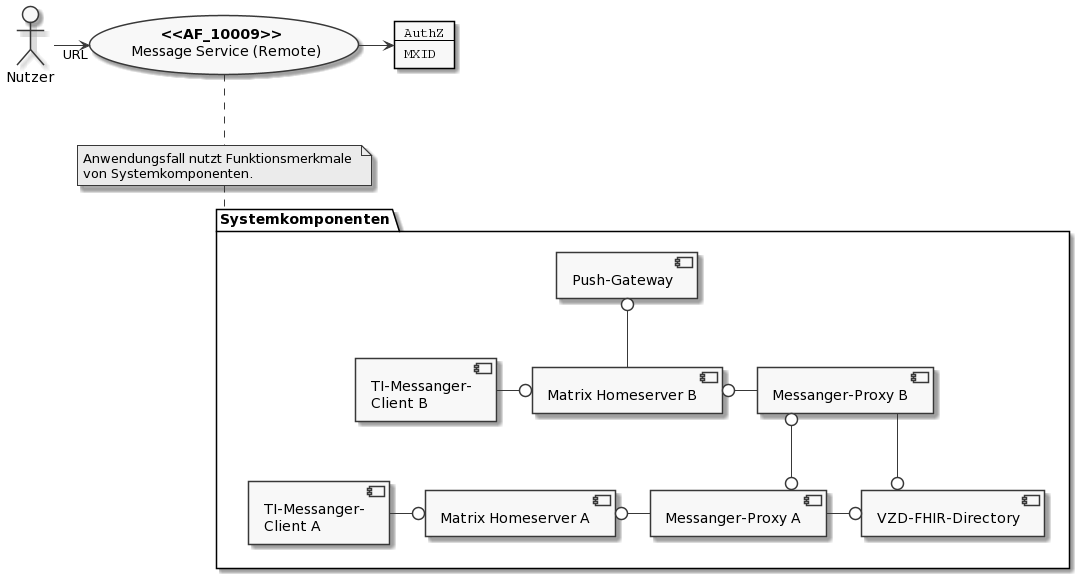 Nutzer
URL
<<AF_10009>>
Message Service (Remote)
AuthZ
MXID
Anwendungsfall nutzt Funktionsmerkmale
von Systemkomponenten.
Systemkomponenten
Push-Gateway
TI-Messanger-
Client B
Matrix Homeserver B
Messanger-Proxy B
TI-Messanger-
Client A
Matrix Homeserver A
Messanger-Proxy A
VZD-FHIR-Directory